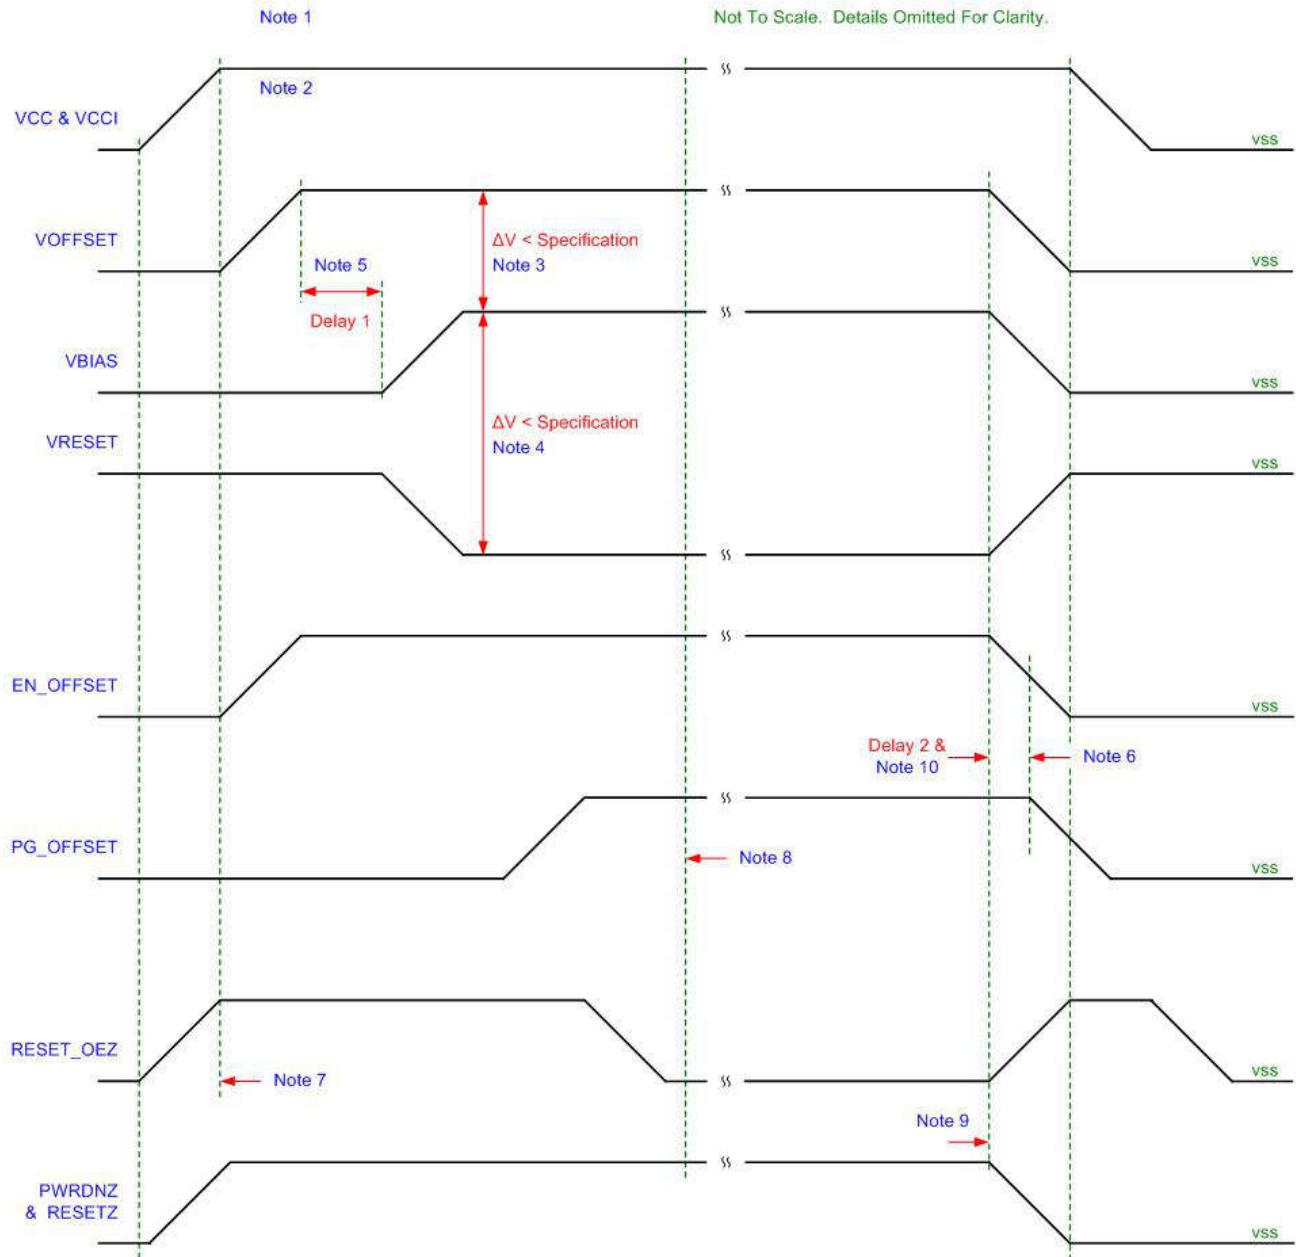 Note 1
Not To Scale. Details Omitted For Clarity.
Note 2
VCC & VCCI
VSS
VOFFSET
ΔV < Specification
Note 5
Note 3
VSS
Delay 1
VBIAS
VSS
ΔV < Specification
VRESET
Note 4
VSS
EN_OFFSET
VSS
Delay 2 &
Note 10
Note 6
PG_OFFSET
Note 8
VSS
RESET_OEZ
VSS
Note 7
Note 9
PWRDNZ
& RESETZ
VSS